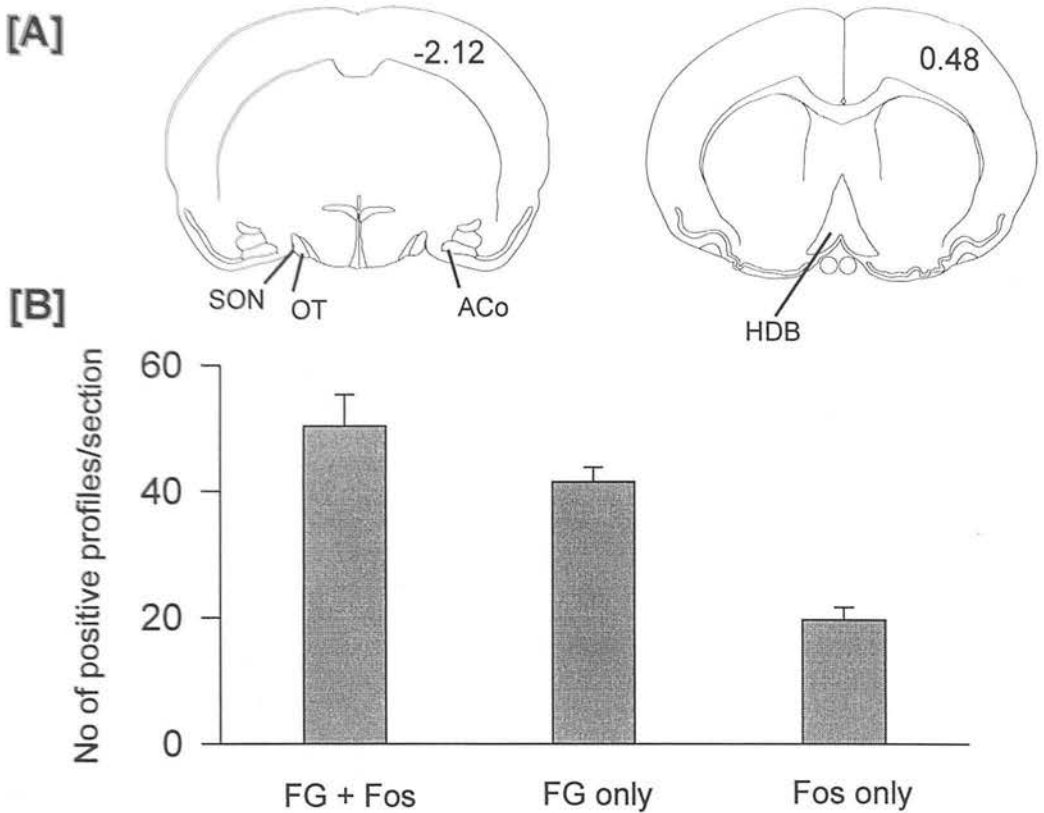 [A]
-2.12
0.48
SON
OT
ACo
HDB
[B]
No of positive profiles/section
60
40
20
0
FG + Fos
FG only
Fos only